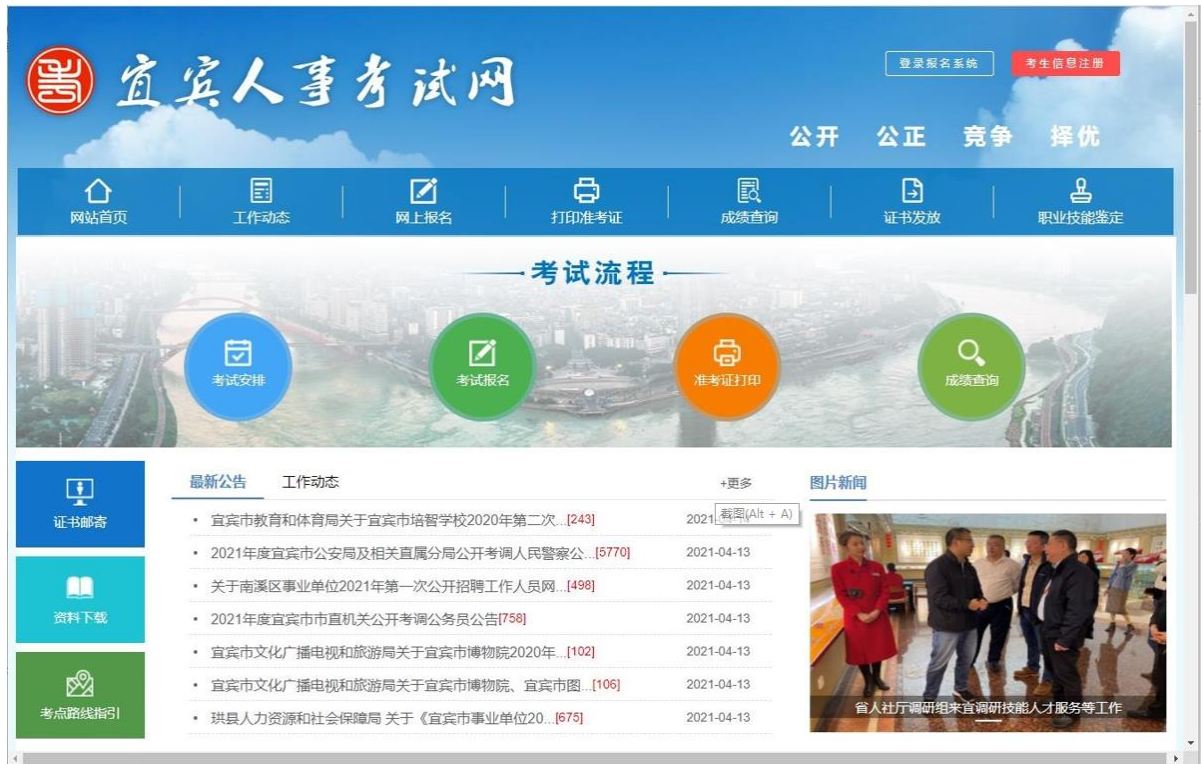 宜宾人事考试网
登录报名系统
考生信息注册
公开 公正 竞争 择优
网站首页
工作动态
网上报名
打印准考证
成绩查询
证书发放
职业技能鉴定
考试流程
考试安排
考试报名
准考证打印
成绩查询
证书邮寄
资料下载
考点路线指引
最新公告 工作动态 +更多
截图(Alt + A)
宜宾市教育和体育局关于宜宾市培智学校2020年第二次...[243] 2021
2021年度宜宾市公安局及相关直属分局公开考调人民警察公...[5770] 2021-04-13
关于南溪区事业单位2021年第一次公开招聘工作人员网...[498] 2021-04-13
2021年度宜宾市市直机关公开考调公务员公告[758] 2021-04-13
宜宾市文化广播电视和旅游局关于宜宾市博物院2020年...[102] 2021-04-13
宜宾市文化广播电视和旅游局关于宜宾市博物院、宜宾市图...[106] 2021-04-13
珙县人力资源和社会保障局 关于《宜宾市事业单位20...[675] 2021-04-13
图片新闻
省人社厅调研组来宜调研技能人才服务等工作